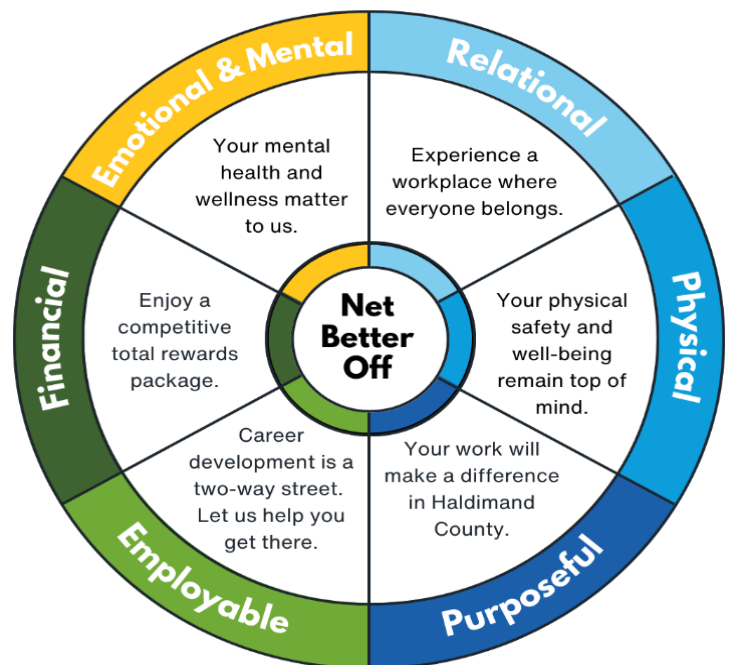 Emotional & Mental
Your mental
health and
wellness matter
to us.
Relational
Experience a
workplace where
everyone belongs.
Physical
Your physical
safety and
well-being
remain top of
mind.
Purposeful
Your work will
make a difference
in Haldimand
County.
Employable
Career
development is a
two-way street.
Let us help you
get there.
Financial
Enjoy a
competitive
total rewards
package.
Net
Better
Off